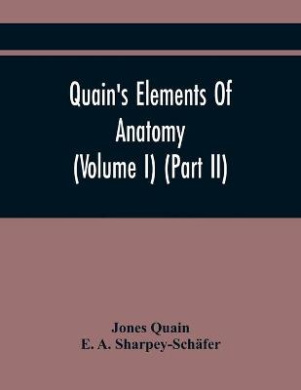 Quain's Elements Of
Anatomy
(Volume I) (Part II)
Jones Quain
E. A. Sharpey-Schäfer